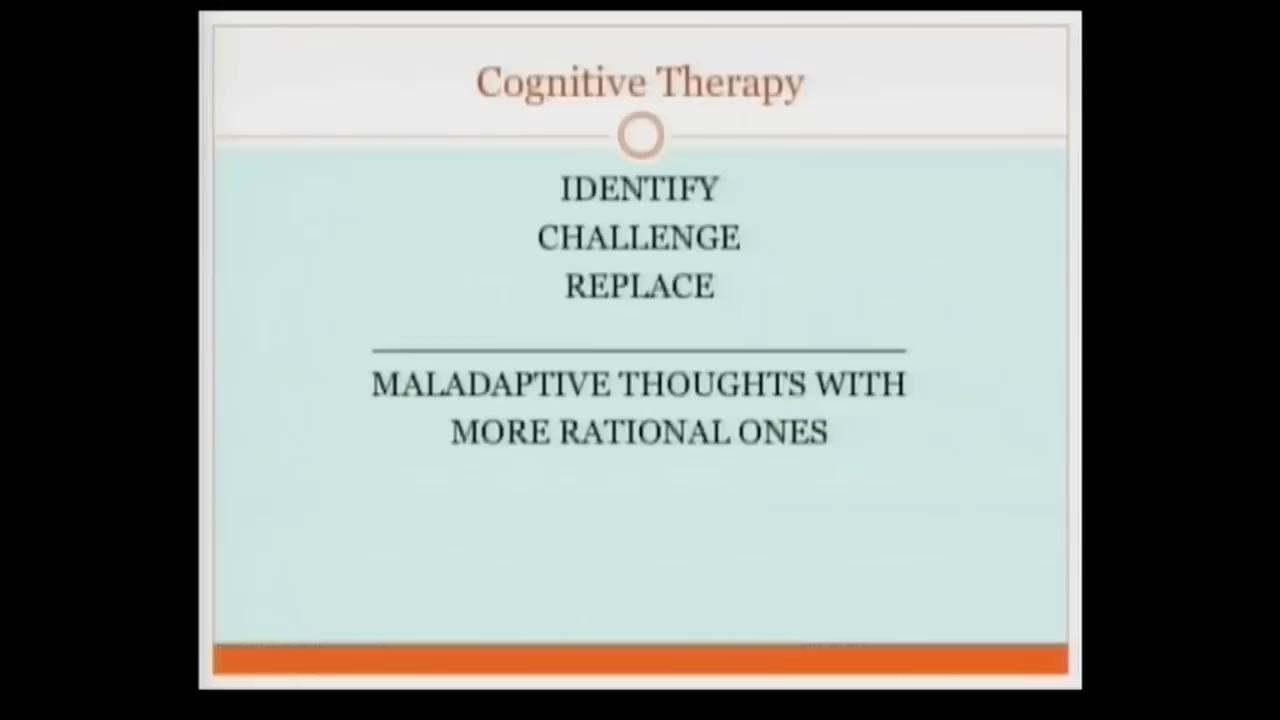 Cognitive Therapy
IDENTIFY
CHALLENGE
REPLACE
MALADAPTIVE THOUGHTS WITH
MORE RATIONAL ONES